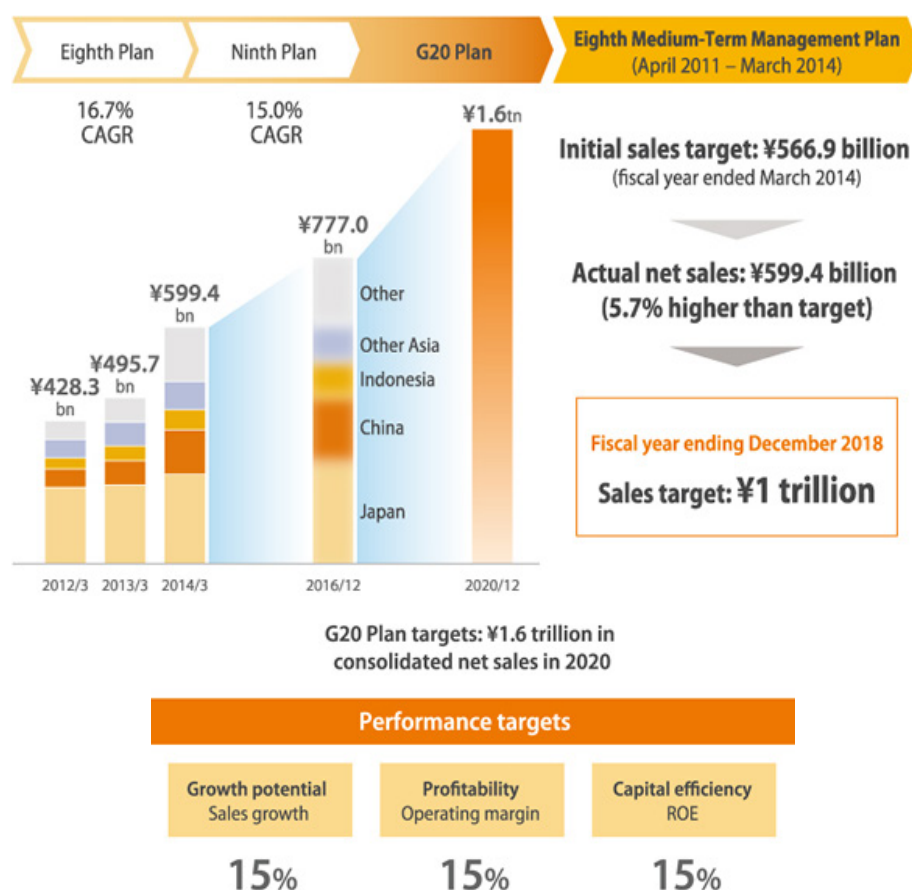 Eighth Plan
Ninth Plan
G20 Plan
Eighth Medium-Term Management Plan
(April 2011 – March 2014)
16.7%
CAGR
15.0%
CAGR
¥1.6tn
¥777.0
bn
¥599.4
bn
¥495.7
bn
¥428.3
bn
Other
Other Asia
Indonesia
China
Japan
2012/3
2013/3
2014/3
2016/12
2020/12
Initial sales target: ¥566.9 billion
(fiscal year ended March 2014)
Actual net sales: ¥599.4 billion
(5.7% higher than target)
Fiscal year ending December 2018
Sales target: ¥1 trillion
G20 Plan targets: ¥1.6 trillion in
consolidated net sales in 2020
Performance targets
Growth potential
Sales growth
15%
Profitability
Operating margin
15%
Capital efficiency
ROE
15%